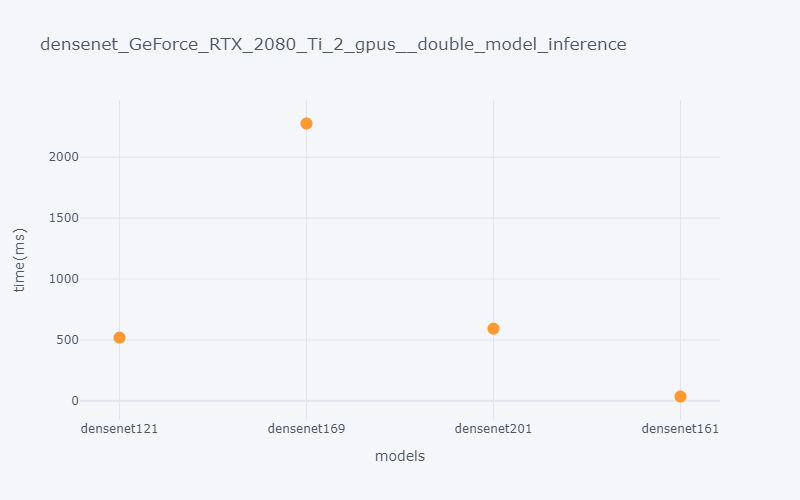 densenet_GeForce_RTX_2080_Ti_2_gpus__double_model_inference
time(ms)
2000
1500
1000
500
0
densenet121
densenet169
densenet201
densenet161
models